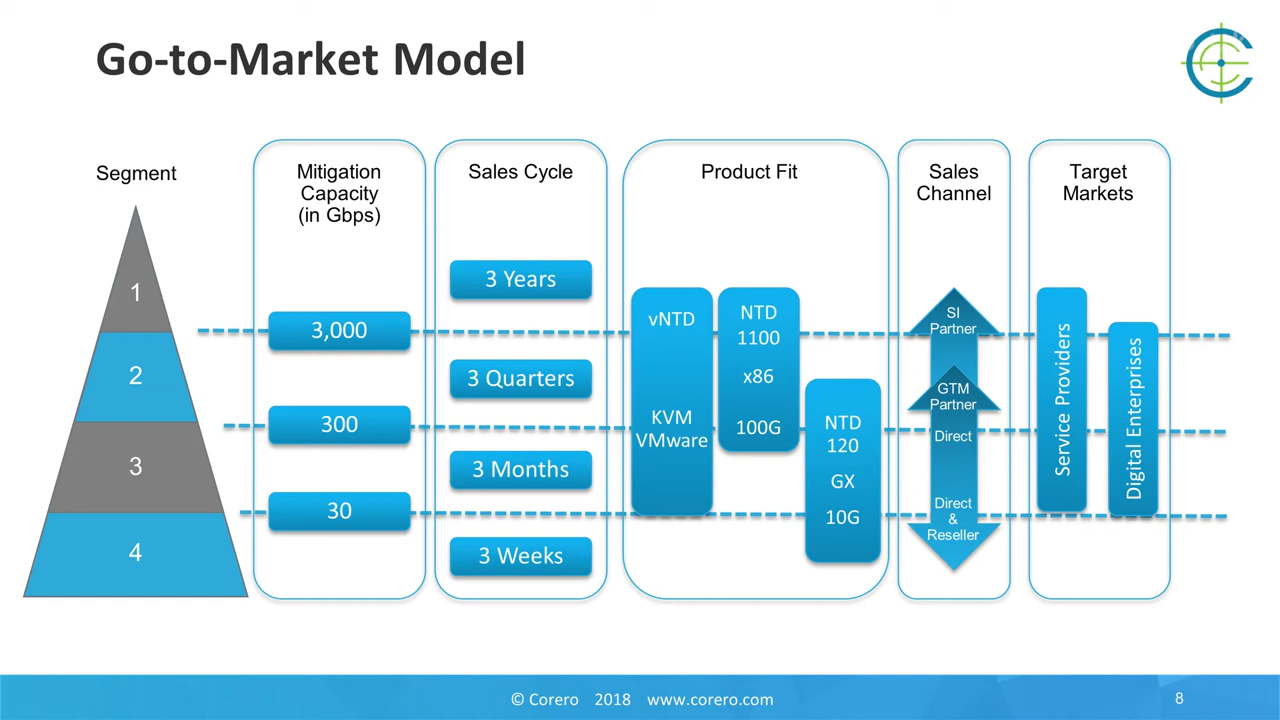 Go-to-Market Model
Segment
1
2
3
4
Mitigation
Capacity
(in Gbps)
3,000
300
30
Sales Cycle
3 Years
3 Quarters
3 Months
3 Weeks
Product Fit
vNTD
KVM
VMware
NTD
1100
x86
100G
NTD
120
GX
10G
Sales
Channel
SI
Partner
GTM
Partner
Direct
Direct
&
Reseller
Target
Markets
Service Providers
Digital Enterprises
© Corero 2018 www.corero.com
8